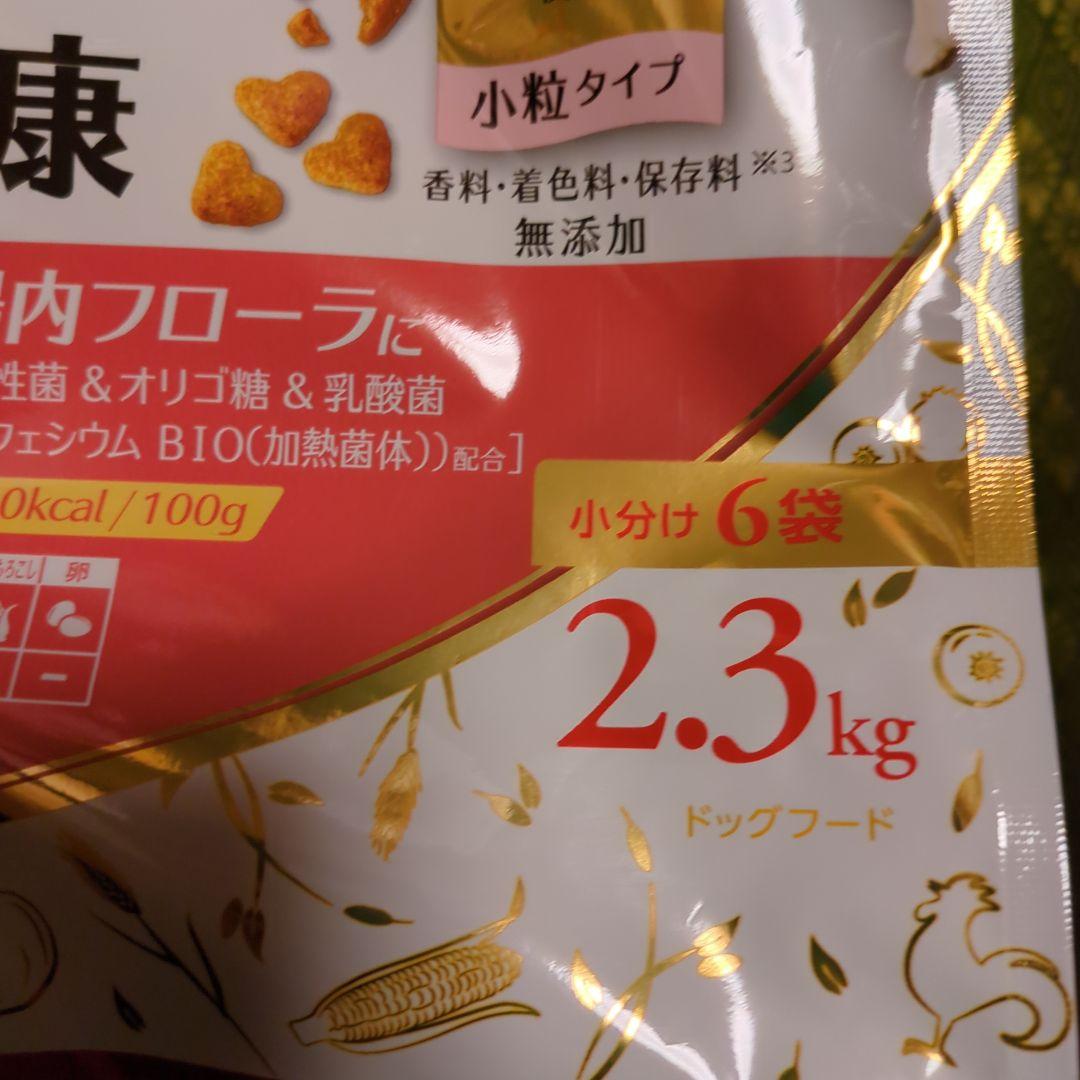 康
小粒タイプ
香料・着色料・保存料※3
無添加
内フローラに
性菌&オリゴ糖&乳酸菌
フェシウム BIO(加熱菌体))配合]
0kcal/100g
ろこし 卵
小分け6袋
2.3kg
ドッグフード